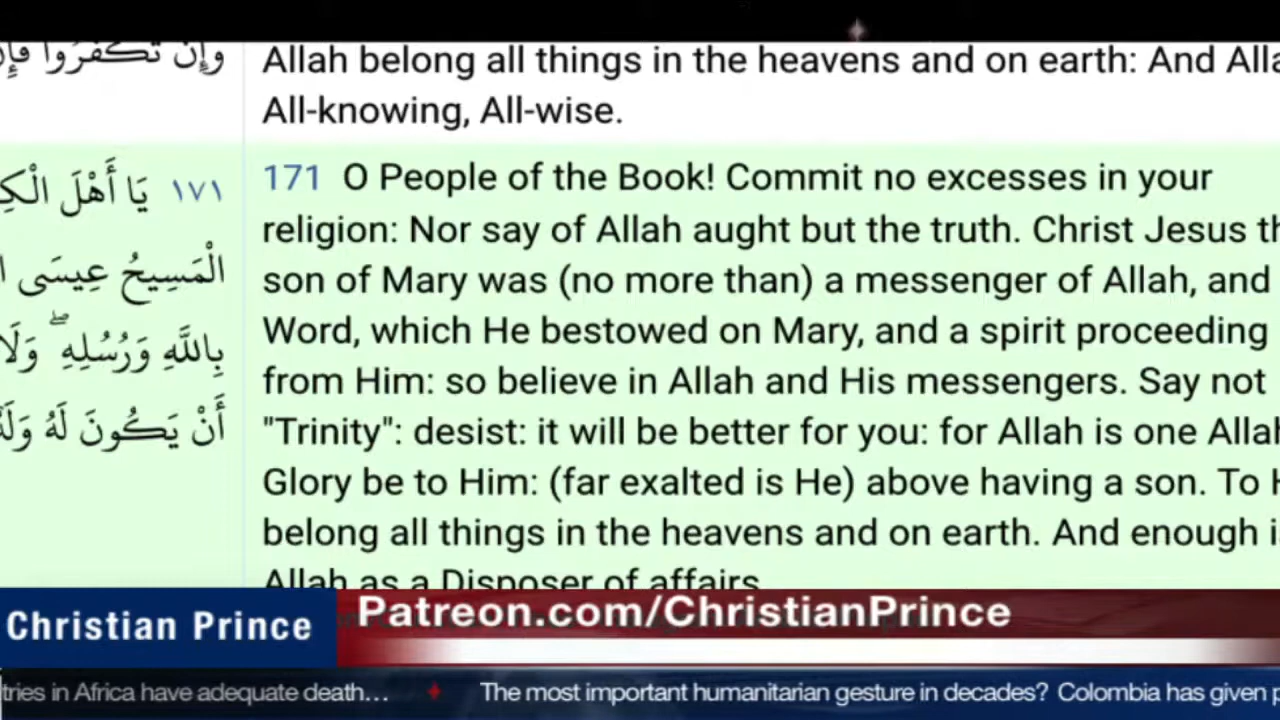 Allah belong all things in the heavens and on earth: And
All-knowing, All-wise.
171 O People of the Book! Commit no excesses in your
religion: Nor say of Allah aught but the truth. Christ Jesus
son of Mary was (no more than) a messenger of Allah, and
Word, which He bestowed on Mary, and a spirit proceeding
from Him: so believe in Allah and His messengers. Say not
"Trinity": desist: it will be better for you: for Allah is one
Glory be to Him: (far exalted is He) above having a son. To
belong all things in the heavens and on earth. And enough
Allah as a Disposer of affairs.
وَإِن تَكْفُرُوا
١٧١ يَا أَهْلَ
الْمَسِيحُ عِيسَى
بِاللَّهِ وَرُسُلِهِ ۖ وَلَا
أَنْ يَكُونَ لَهُ
Christian Prince
Patreon.com/ChristianPrince
in Africa have adequate death... The most important humanitarian gesture in decades? Colombia has given